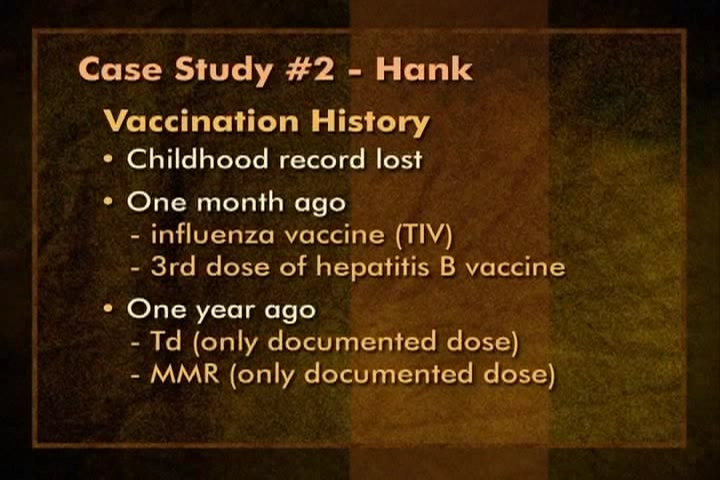 Case Study #2 - Hank
Vaccination History
• Childhood record lost
• One month ago
- influenza vaccine (TIV)
- 3rd dose of hepatitis B vaccine
• One year ago
- Td (only documented dose)
- MMR (only documented dose)